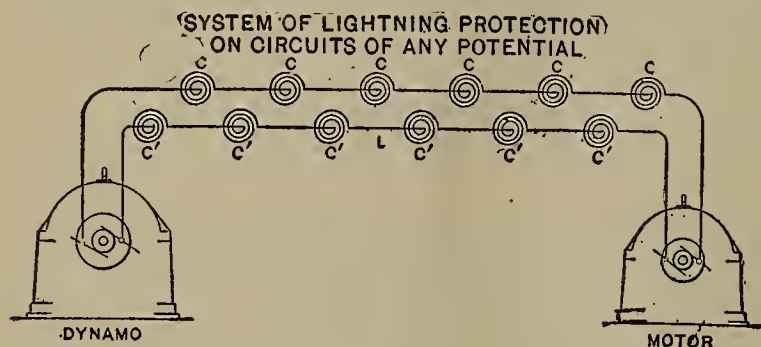 SYSTEM OF LIGHTNING PROTECTION
ON CIRCUITS OF ANY POTENTIAL
C C C C C C
C' C' C' L C' C' C'
DYNAMO
MOTOR